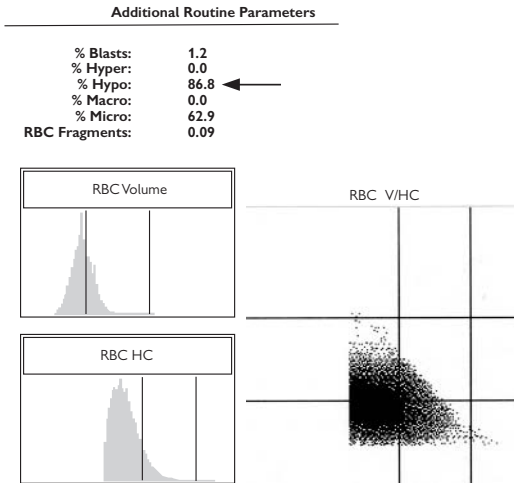 Additional Routine Parameters
% Blasts: 1.2
% Hyper: 0.0
% Hypo: 86.8
% Macro: 0.0
% Micro: 62.9
RBC Fragments: 0.09
RBC Volume
RBC V/HC
RBC HC